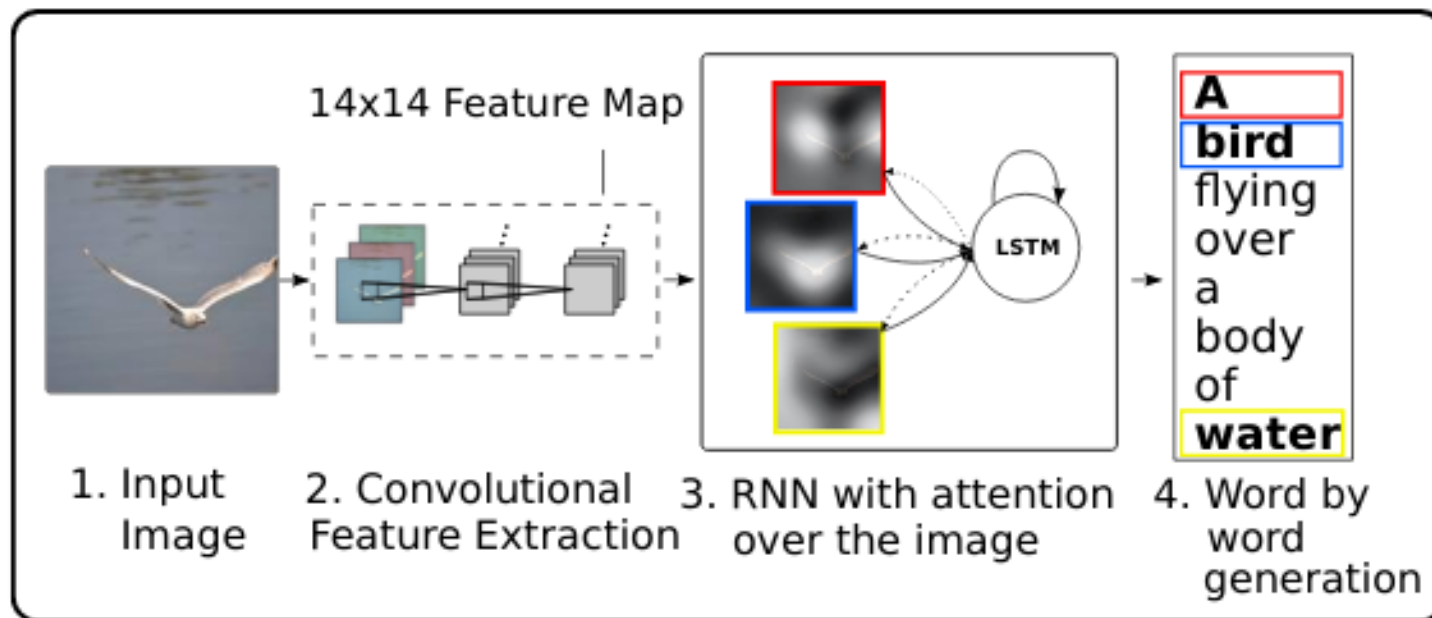 14x14 Feature Map
LSTM
A
bird
flying
over
a
body
of
water
1. Input
Image
2. Convolutional
Feature Extraction
3. RNN with attention
over the image
4. Word by
word
generation